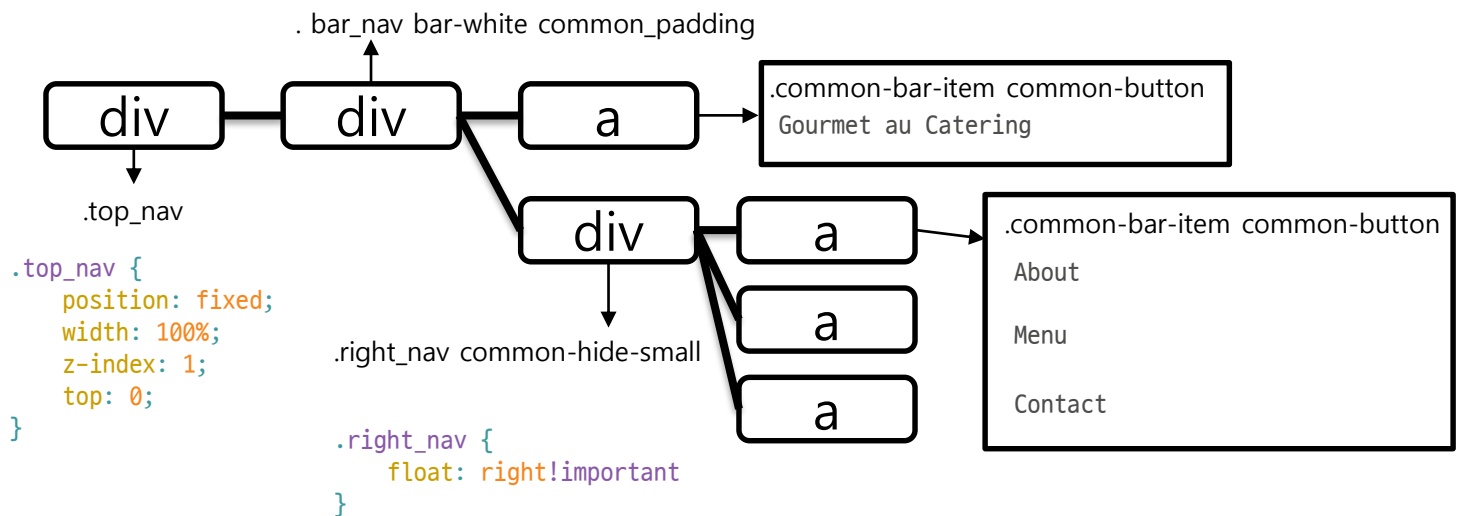 . bar_nav bar-white common_padding
div
div
a
.common-bar-item common-button
Gourmet au Catering
.top_nav
div
a
.common-bar-item common-button
a
About
a
Menu
Contact
.top_nav {
position: fixed;
width: 100%;
z-index: 1;
top: 0;
}
.right_nav common-hide-small
.right_nav {
float: right!important
}